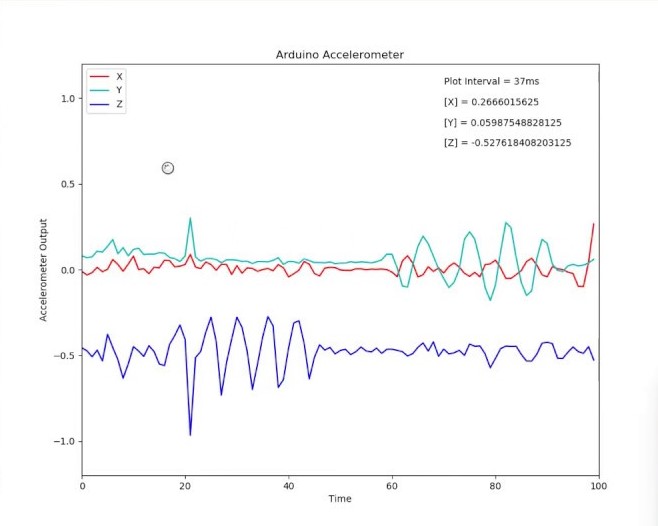 Arduino Accelerometer
X
Y
Z
Plot Interval = 37ms
[X] = 0.2666015625
[Y] = 0.05987548828125
[Z] = -0.527618408203125
1.0
0.5
0.0
−0.5
−1.0
Accelerometer Output
0
20
40
60
80
100
Time